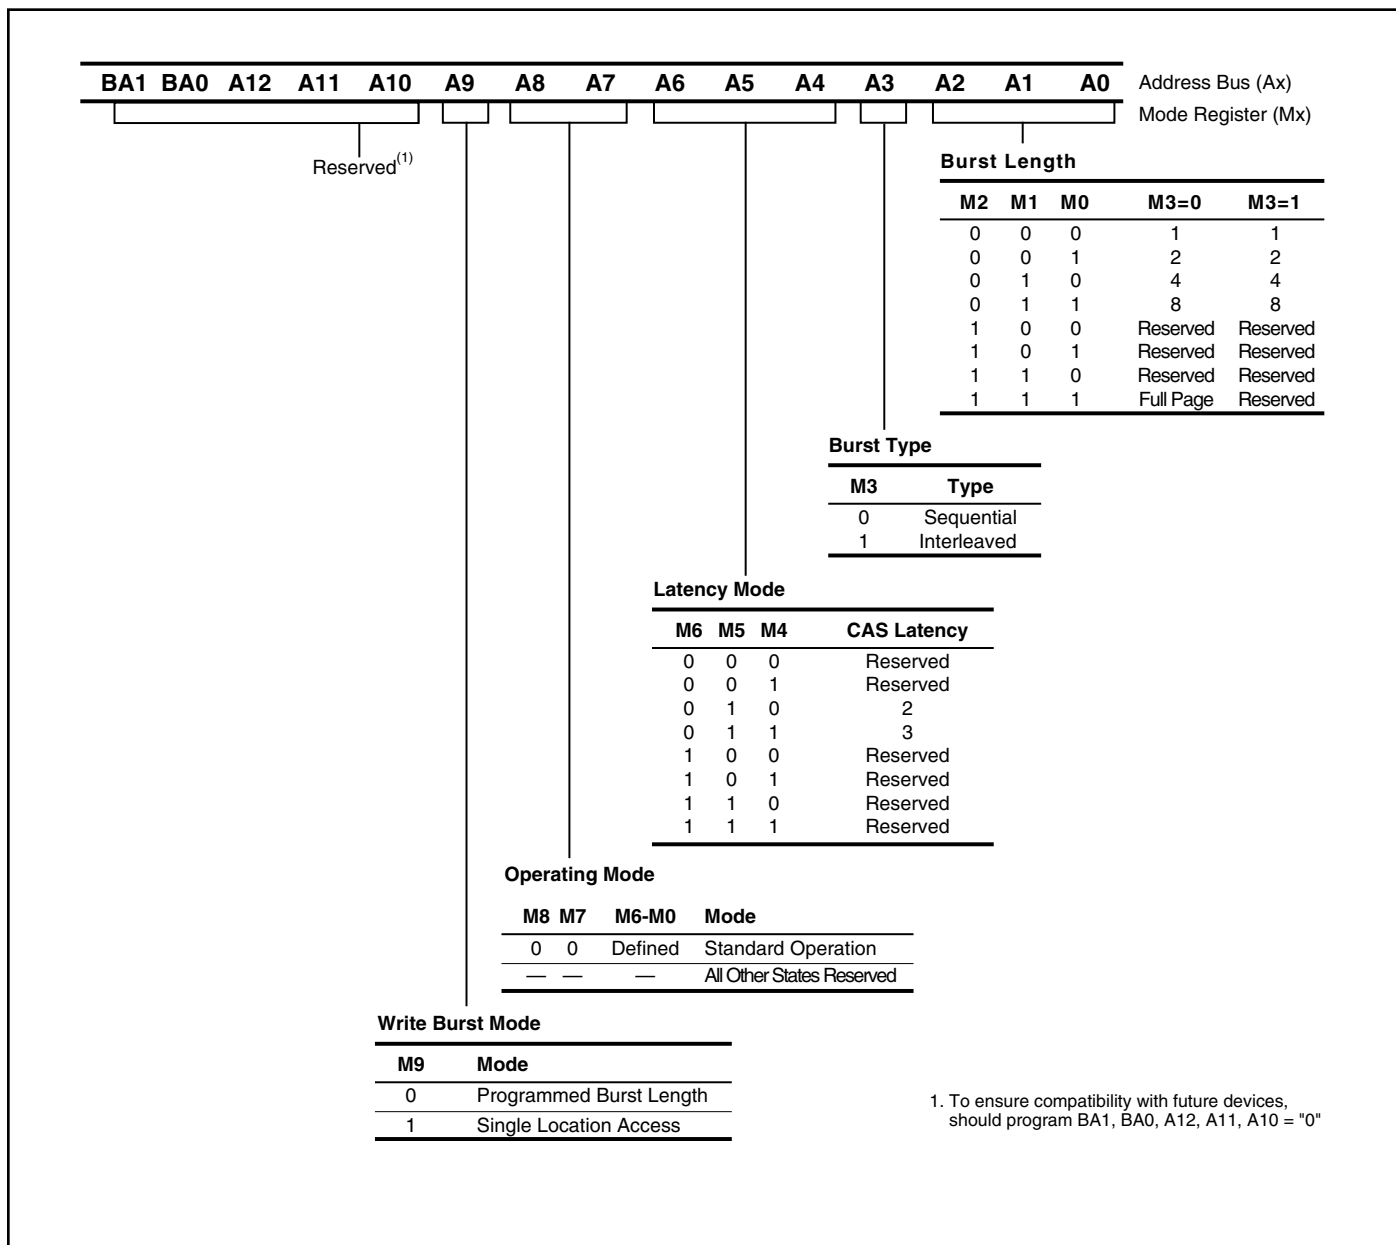 BA1 BA0 A12 A11 A10 A9 A8 A7 A6 A5 A4 A3 A2 A1 A0 Address Bus (Ax)
Mode Register (Mx)
Reserved(1)
Burst Length
M2 M1 M0 M3=0 M3=1
0 0 0 1 1
0 0 1 2 2
0 1 0 4 4
0 1 1 8 8
1 0 0 Reserved Reserved
1 0 1 Reserved Reserved
1 1 0 Reserved Reserved
1 1 1 Full Page Reserved
Burst Type
M3 Type
0 Sequential
1 Interleaved
Latency Mode
M6 M5 M4 CAS Latency
0 0 0 Reserved
0 0 1 Reserved
0 1 0 2
0 1 1 3
1 0 0 Reserved
1 0 1 Reserved
1 1 0 Reserved
1 1 1 Reserved
Operating Mode
M8 M7 M6-M0 Mode
0 0 Defined Standard Operation
— — — All Other States Reserved
Write Burst Mode
M9 Mode
0 Programmed Burst Length
1 Single Location Access
1. To ensure compatibility with future devices,
should program BA1, BA0, A12, A11, A10 = "0"